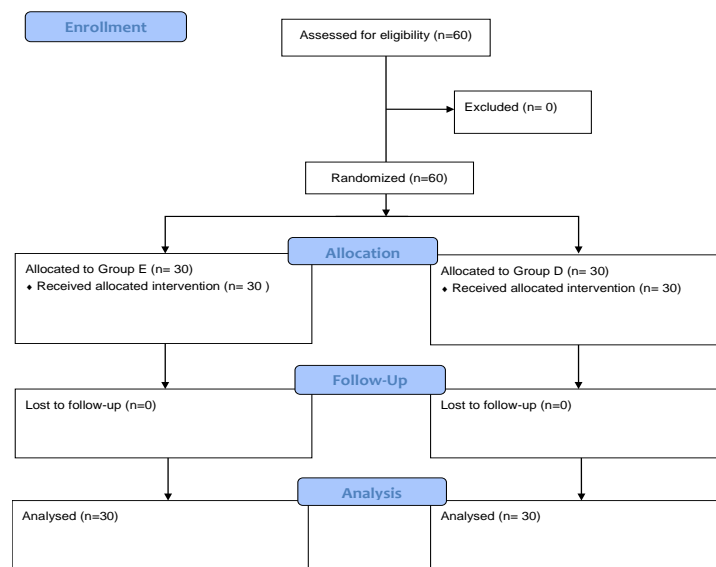 Enrollment
Assessed for eligibility (n=60)
Excluded (n= 0)
Randomized (n=60)
Allocation
Allocated to Group E (n= 30)
♦ Received allocated intervention (n= 30 )
Allocated to Group D (n= 30)
♦ Received allocated intervention (n= 30)
Follow-Up
Lost to follow-up (n=0)
Lost to follow-up (n=0)
Analysis
Analysed (n=30)
Analysed (n= 30)